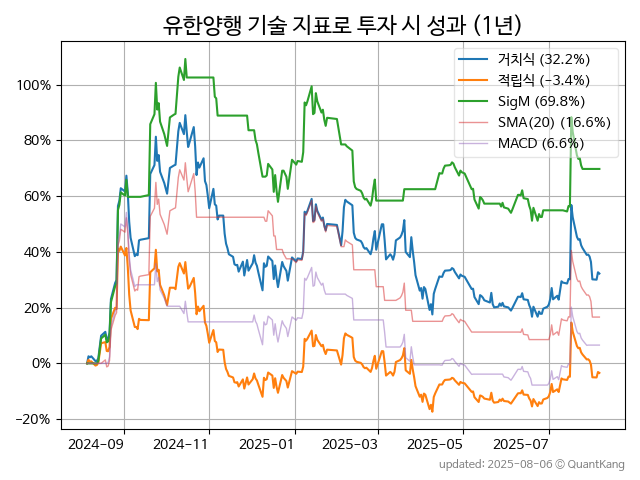 유한양행 기술 지표로 투자 시 성과 (1년)
거치식 (32.2%)
적립식 (−3.4%)
SigM (69.8%)
SMA(20) (16.6%)
MACD (6.6%)
100%
80%
60%
40%
20%
0%
−20%
2024-09 2024-11 2025-01 2025-03 2025-05 2025-07
updated: 2025-08-06 © QuantKang